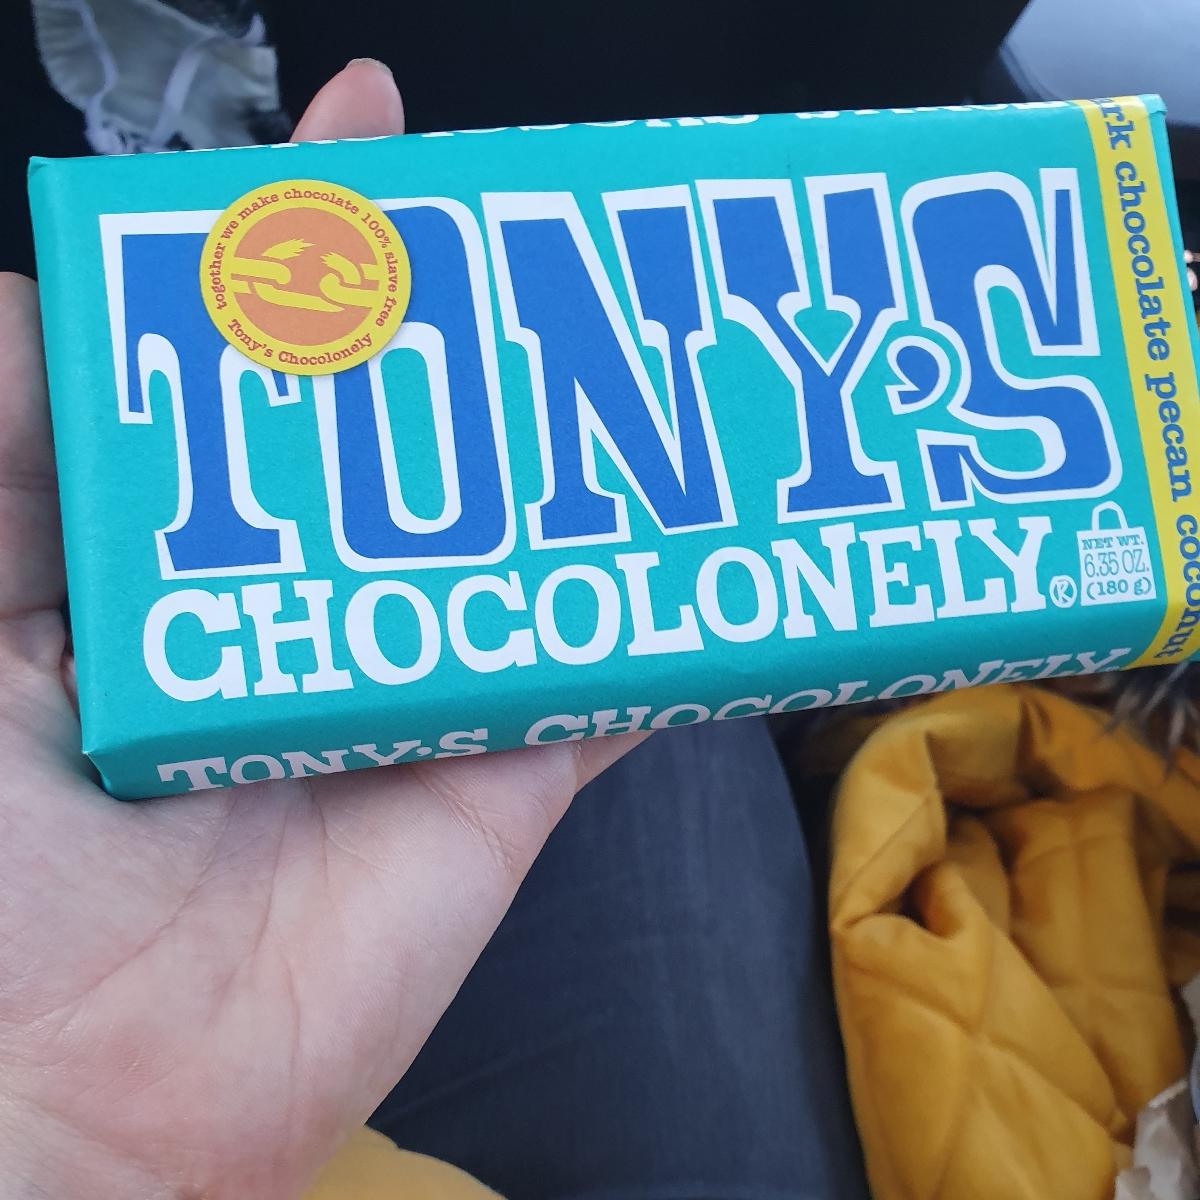 together we make chocolate 100% slave free
Tony's Chocolonely
TONY'S
CHOCOLONELY
NET WT.
6.35 OZ.
(180 g)
dark chocolate pecan coconut
TONY'S CHOCOLONELY